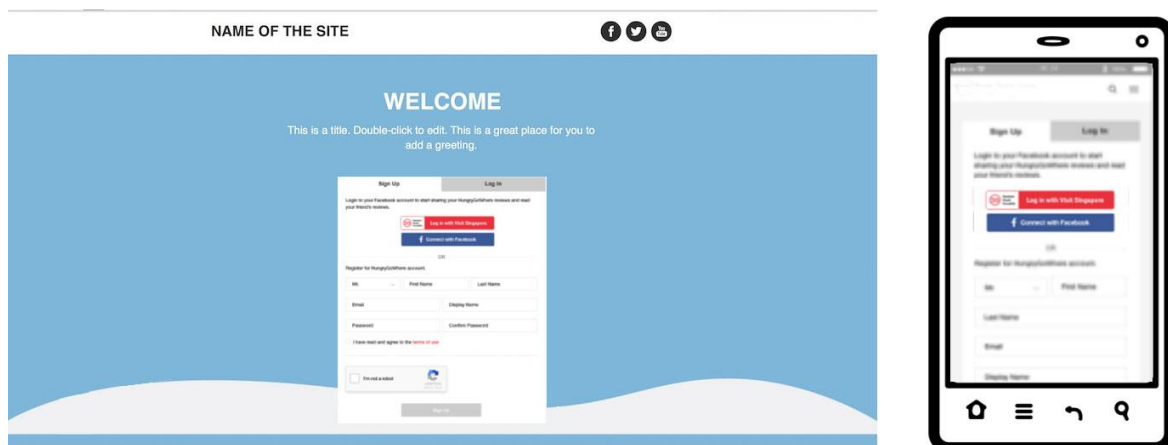 NAME OF THE SITE
WELCOME
This is a title. Double-click to edit. This is a great place for you to
add a greeting.
Sign Up Log In
Login to your Facebook account to start sharing your HungryGoWhere reviews and read
your friend's reviews.
Log in with Visit Singapore
Connect with Facebook
OR
Register for HungryGoWhere account.
Mr. First Name Last Name
Email Display Name
Password Confirm Password
I have read and agree to the terms of use
I'm not a robot
Sign Up
Sign Up Log In
Login to your Facebook account to start
sharing your HungryGoWhere reviews and read
your friend's reviews.
Log in with Visit Singapore
Connect with Facebook
OR
Register for HungryGoWhere account.
Mr. First Name
Last Name
Email
Display Name